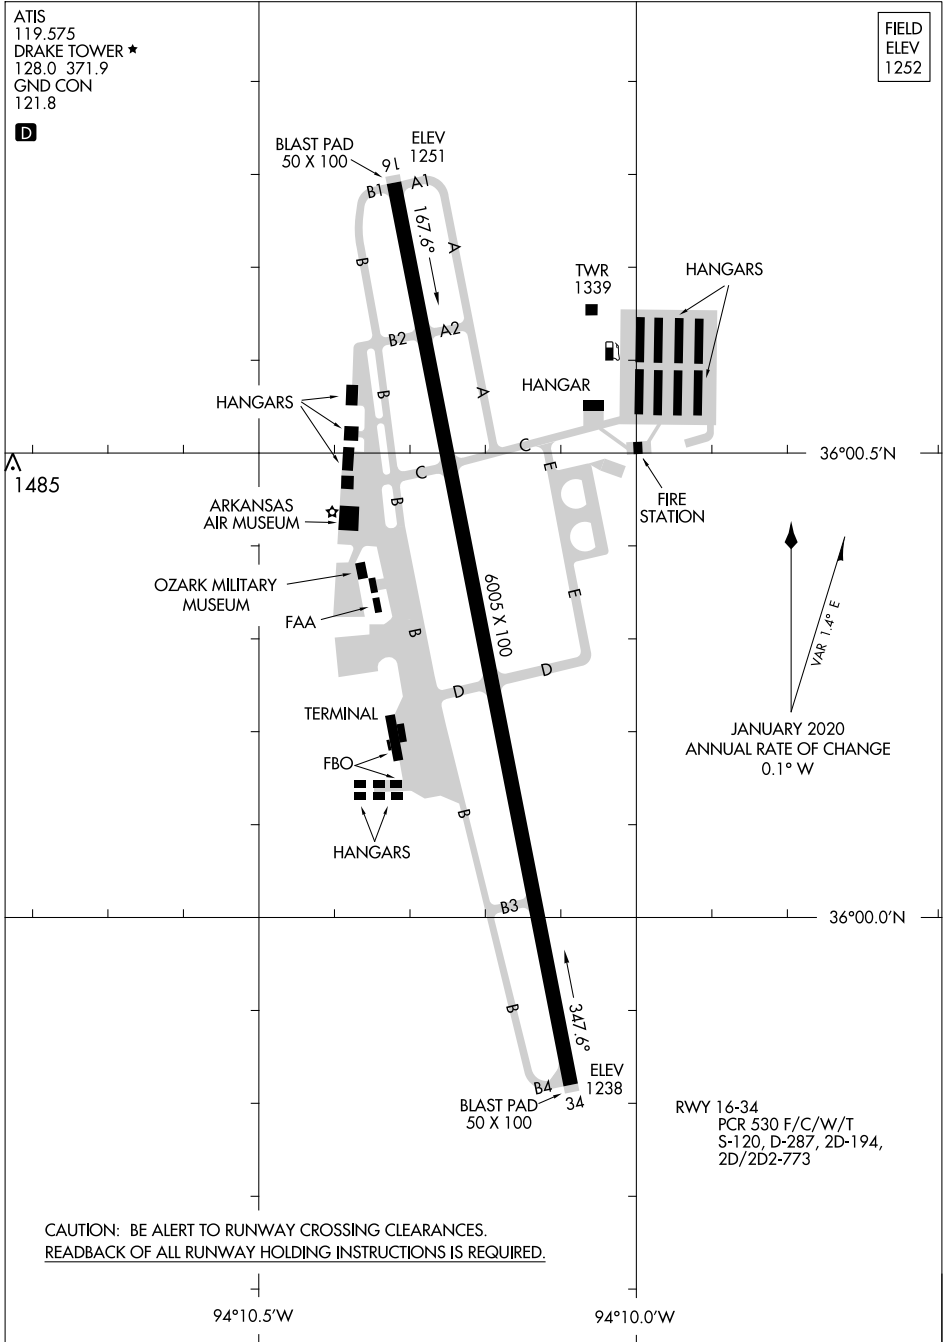 ATIS
119.575
DRAKE TOWER ★
128.0 371.9
GND CON
121.8
D
FIELD
ELEV
1252
BLAST PAD
50 X 100
16
ELEV
1251
B1
A1
167.6°
A
B
TWR
1339
HANGARS
B2
A2
B
A
HANGAR
HANGARS
C
E
C
36°00.5'N
1485
B
ARKANSAS
AIR MUSEUM
FIRE
STATION
OZARK MILITARY
MUSEUM
FAA
6005 X 100
E
B
VAR 1.4° E
D
D
TERMINAL
FBO
JANUARY 2020
ANNUAL RATE OF CHANGE
0.1° W
B
HANGARS
B3
36°00.0'N
B
347.6°
ELEV
1238
B4
34
BLAST PAD
50 X 100
RWY 16-34
PCR 530 F/C/W/T
S-120, D-287, 2D-194,
2D/2D2-773
CAUTION: BE ALERT TO RUNWAY CROSSING CLEARANCES.
READBACK OF ALL RUNWAY HOLDING INSTRUCTIONS IS REQUIRED.
94°10.5'W
94°10.0'W